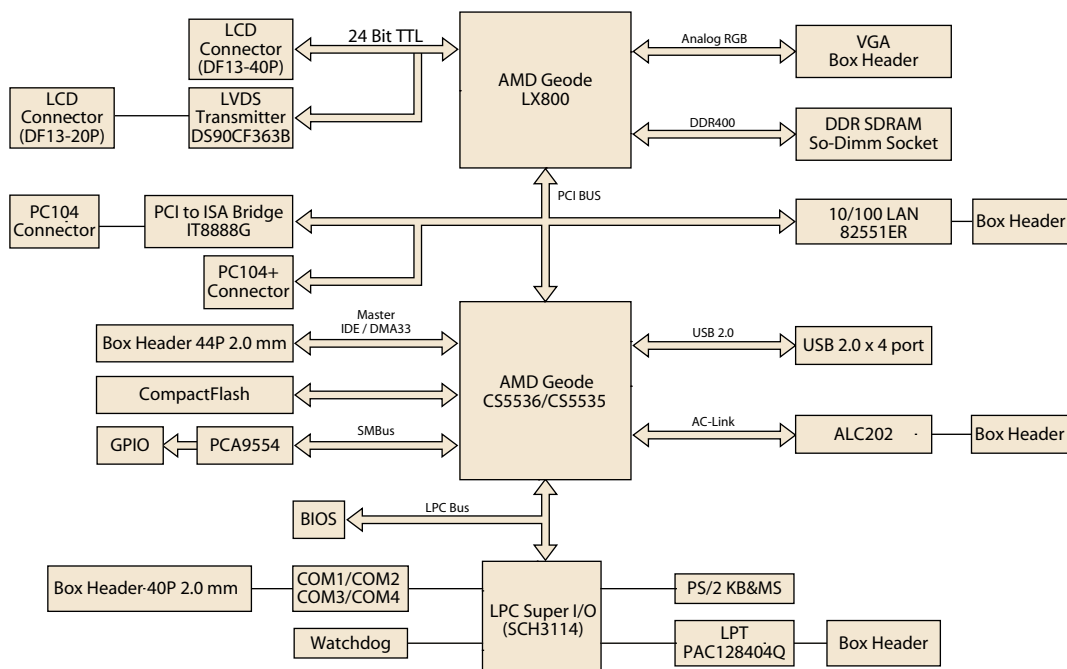 LCD
Connector
(DF13-40P)
24 Bit TTL
AMD Geode
LX800
Analog RGB
VGA
Box Header
LCD
Connector
(DF13-20P)
LVDS
Transmitter
DS90CF363B
DDR400
DDR SDRAM
So-Dimm Socket
PCI BUS
PC104
Connector
PCI to ISA Bridge
IT8888G
10/100 LAN
82551ER
Box Header
PC104+
Connector
Master
IDE / DMA33
Box Header 44P 2.0 mm
AMD Geode
CS5536/CS5535
USB 2.0
USB 2.0 x 4 port
CompactFlash
GPIO
PCA9554
SMBus
AC-Link
ALC202
Box Header
BIOS
LPC Bus
Box Header 40P 2.0 mm
COM1/COM2
COM3/COM4
LPC Super I/O
(SCH3114)
PS/2 KB&MS
Watchdog
LPT
PAC128404Q
Box Header